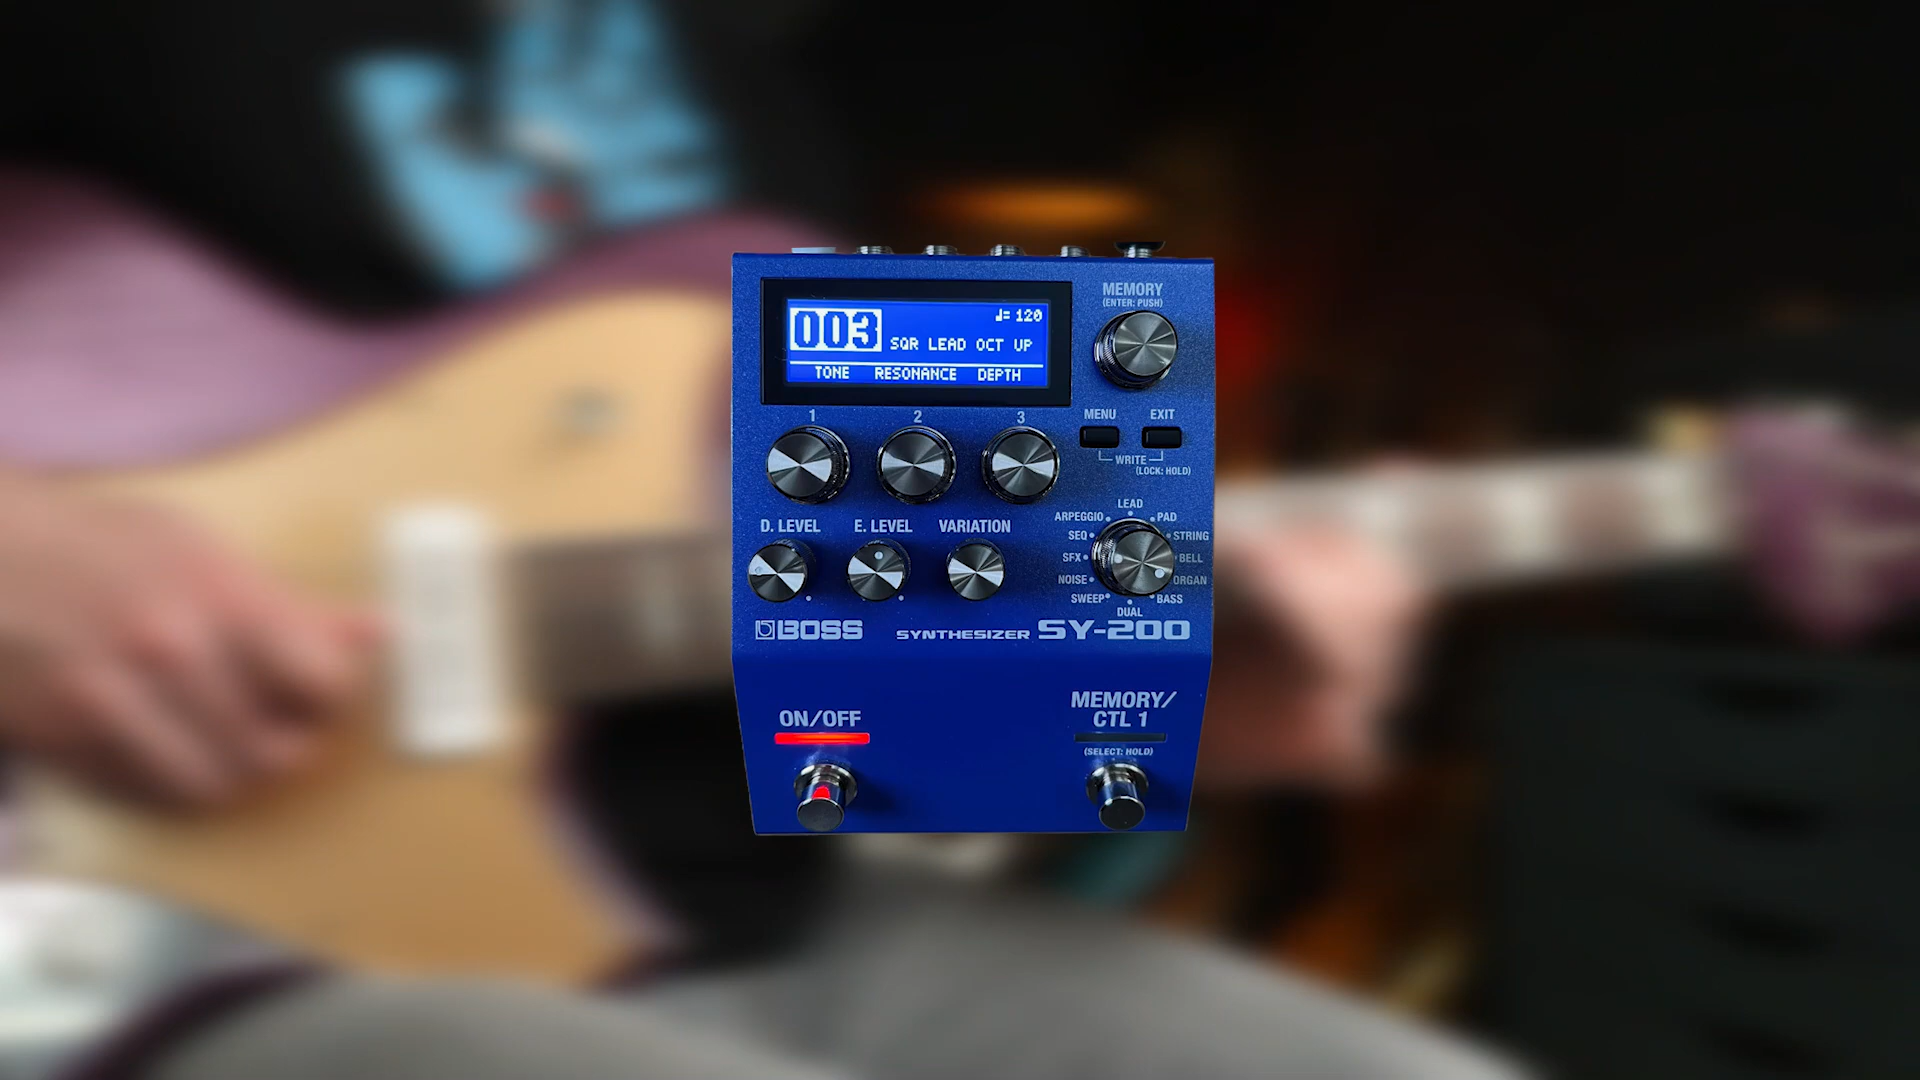 003
♩= 120
SQR LEAD OCT UP
TONE RESONANCE DEPTH
MEMORY
(ENTER: PUSH)
1 2 3
MENU EXIT
WRITE
(LOCK: HOLD)
D. LEVEL E. LEVEL VARIATION
LEAD
ARPEGGIO PAD
SEQ STRING
SFX BELL
NOISE ORGAN
SWEEP BASS
DUAL
BOSS SYNTHESIZER SY-200
ON/OFF
MEMORY/
CTL 1
(SELECT: HOLD)